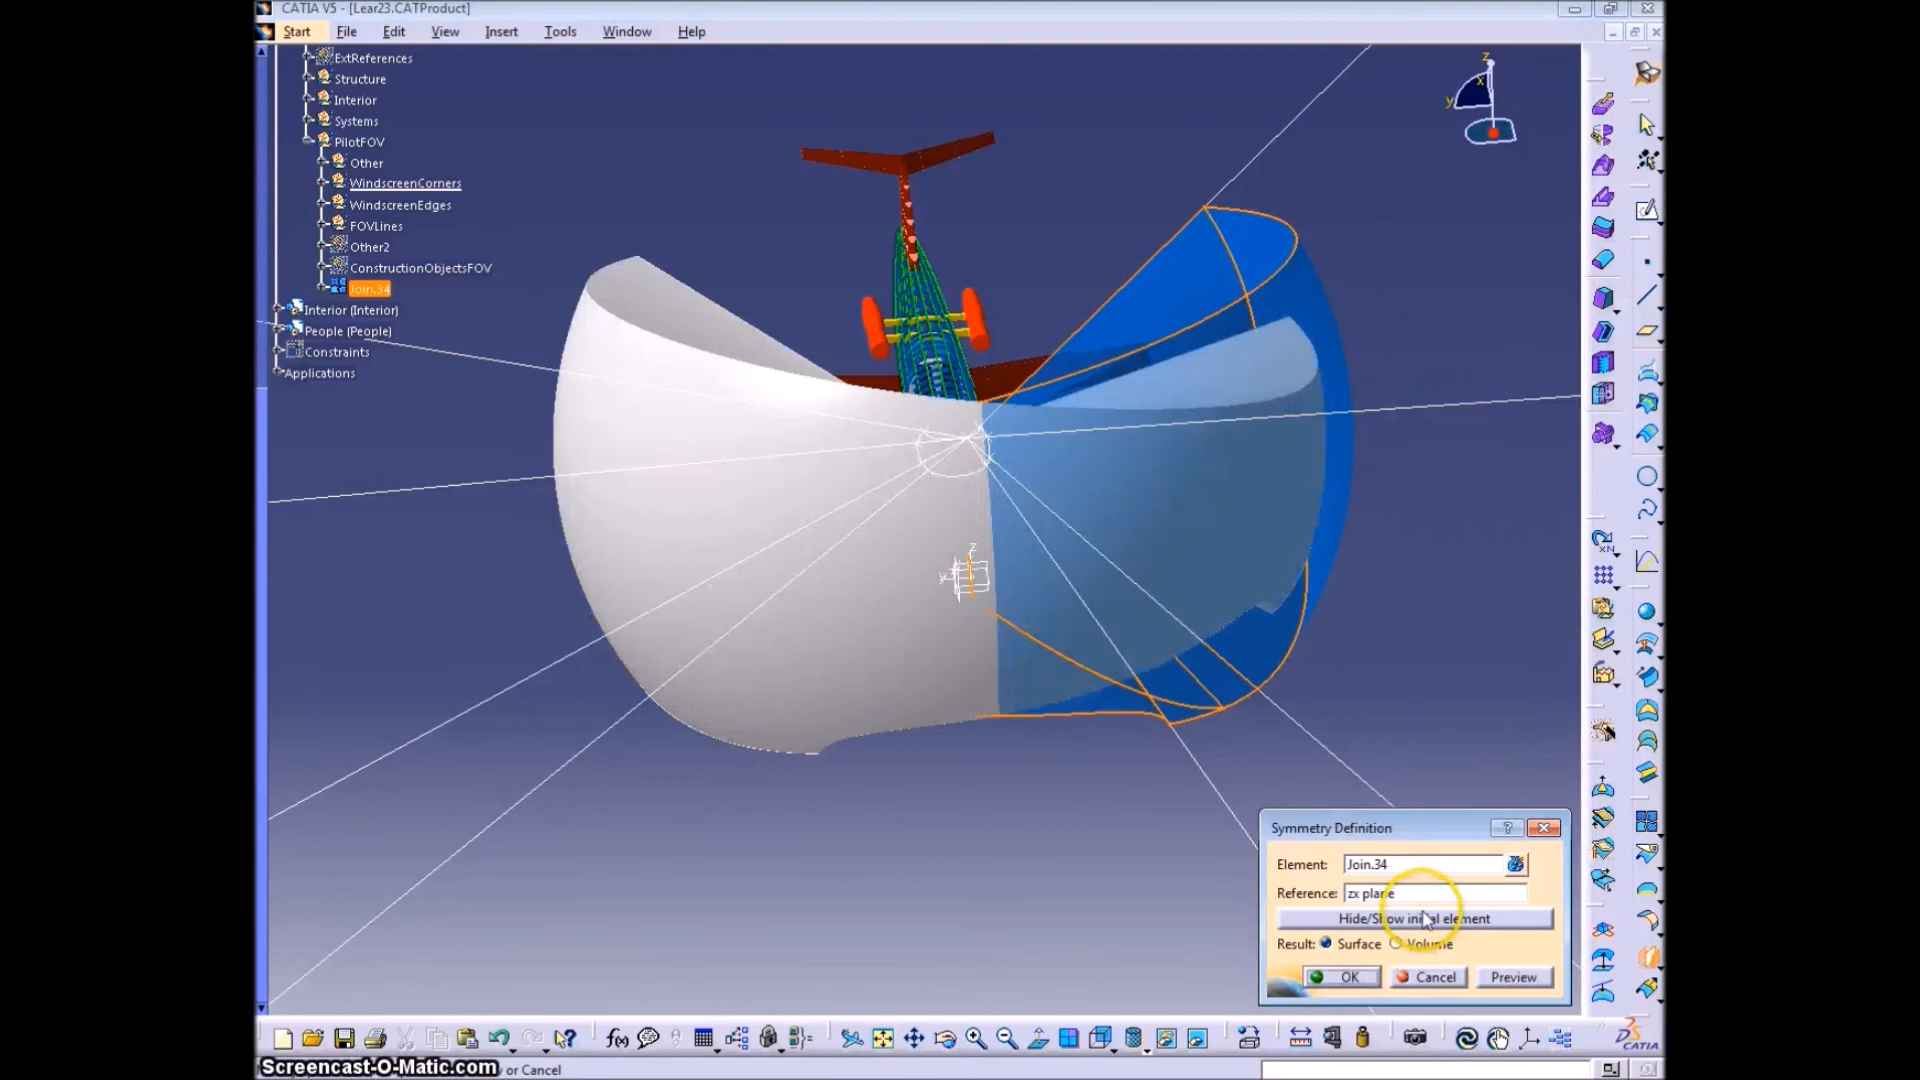 CATIA V5 - [Lear23.CATProduct]
Start File Edit View Insert Tools Window Help
ExtReferences
Structure
Interior
Systems
PilotFOV
Other
WindscreenCorners
WindscreenEdges
FOVLines
Other2
ConstructionObjectsFOV
Join.34
Interior (Interior)
People (People)
Constraints
Applications
z
x
y
z
y
Symmetry Definition
Element: Join.34
Reference: zx plane
Hide/Show initial element
Result: Surface Volume
OK Cancel Preview
f(x)
CATIA
Screencast-O-Matic.com
or Cancel